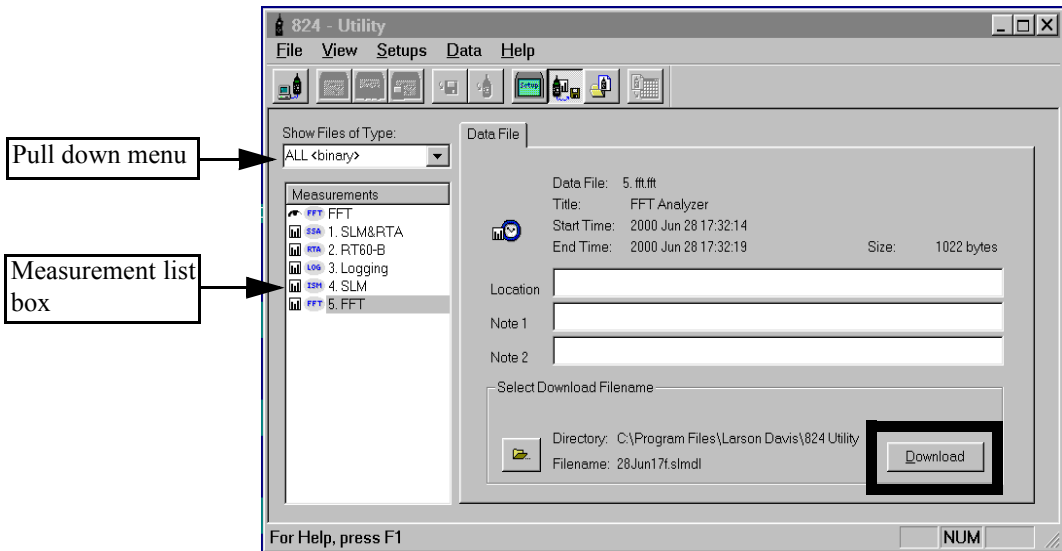 824 - Utility
File View Setups Data Help
Setup
Pull down menu
Show Files of Type:
ALL <binary>
Measurement list
box
Measurements
FFT FFT
SSA 1. SLM&RTA
RTA 2. RT60-B
LOG 3. Logging
ISM 4. SLM
FFT 5. FFT
Data File
Data File: 5. fft.fft
Title: FFT Analyzer
Start Time: 2000 Jun 28 17:32:14
End Time: 2000 Jun 28 17:32:19 Size: 1022 bytes
Location
Note 1
Note 2
Select Download Filename
Directory: C:\Program Files\Larson Davis\824 Utility
Filename: 28Jun17f.slmdl
Download
For Help, press F1 NUM